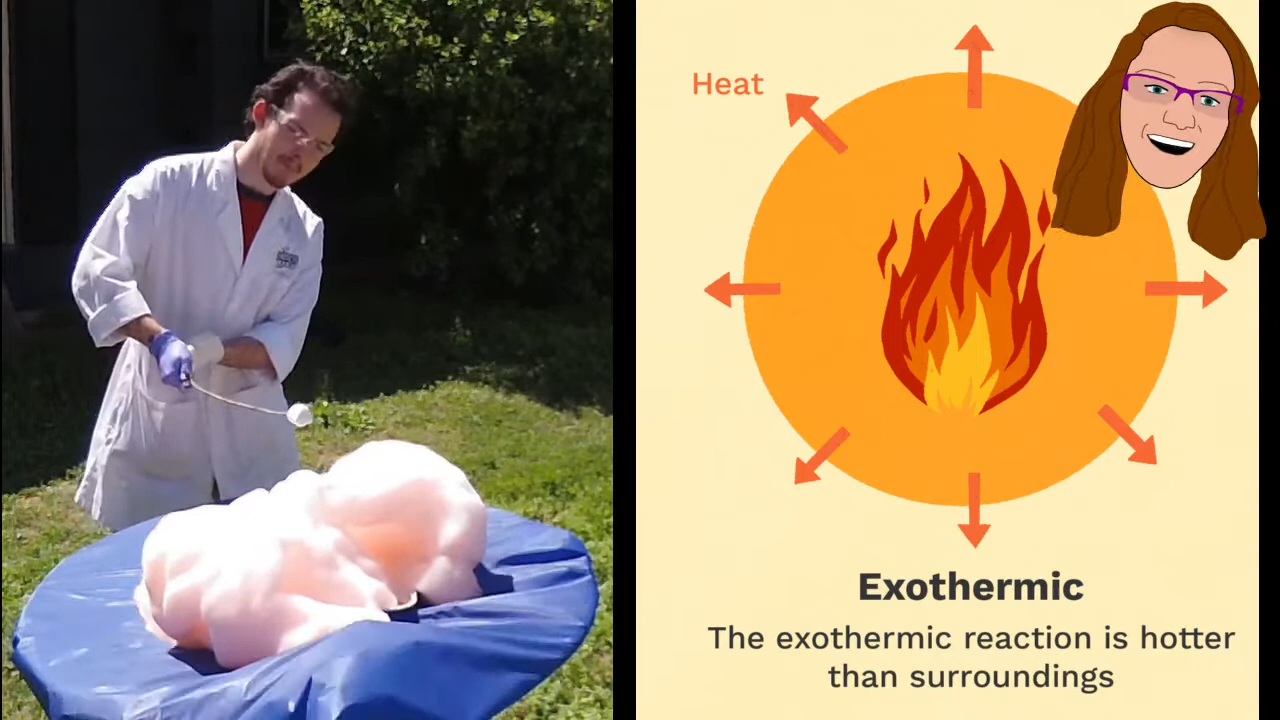 Heat
Exothermic
The exothermic reaction is hotter
than surroundings